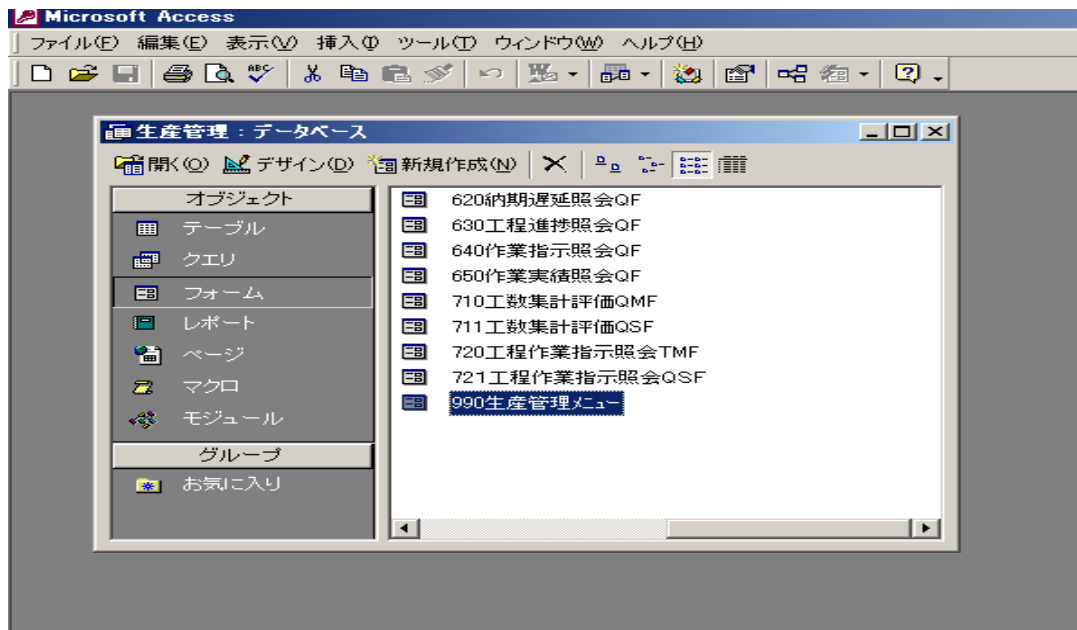 Microsoft Access
ファイル(F) 編集(E) 表示(V) 挿入(I) ツール(T) ウィンドウ(W) ヘルプ(H)
生産管理 : データベース
開く(O) デザイン(D) 新規作成(N)
オブジェクト
テーブル
クエリ
フォーム
レポート
ページ
マクロ
モジュール
グループ
お気に入り
620納期遅延照会QF
630工程進捗照会QF
640作業指示照会QF
650作業実績照会QF
710工数集計評価QMF
711工数集計評価QSF
720工程作業指示照会TMF
721工程作業指示照会QSF
990生産管理メニュー